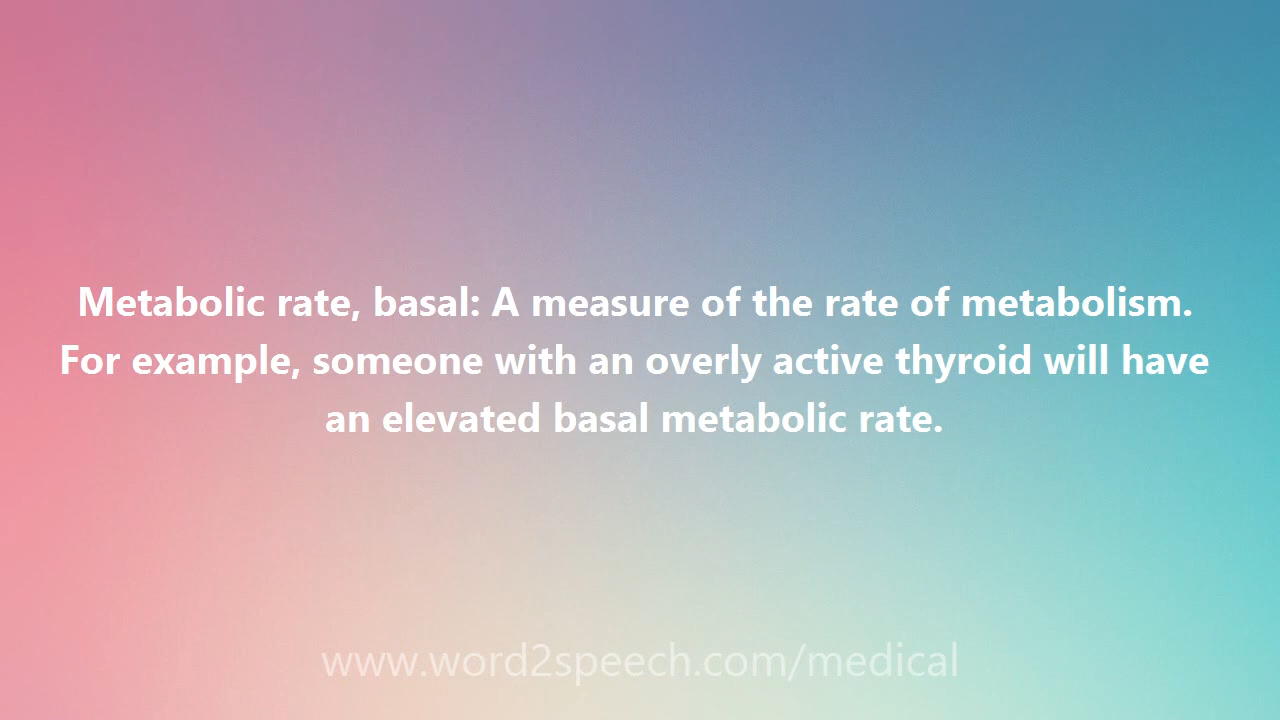 Metabolic rate, basal: A measure of the rate of metabolism.
For example, someone with an overly active thyroid will have
an elevated basal metabolic rate.
www.word2speech.com/medical